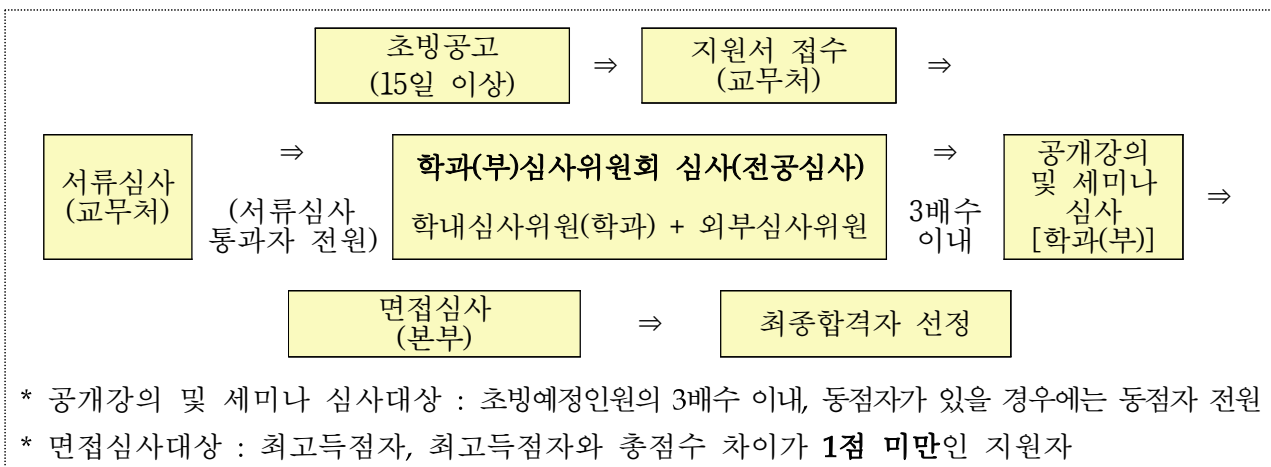 초빙공고
(15일 이상)
⇒
지원서 접수
(교무처)
⇒
서류심사
(교무처)
⇒
(서류심사
통과자 전원)
학과(부)심사위원회 심사(전공심사)
학내심사위원(학과) + 외부심사위원
⇒
3배수
이내
공개강의
및 세미나
심사
[학과(부)]
⇒
면접심사
(본부)
⇒
최종합격자 선정
* 공개강의 및 세미나 심사대상 : 초빙예정인원의 3배수 이내, 동점자가 있을 경우에는 동점자 전원
* 면접심사대상 : 최고득점자, 최고득점자와 총점수 차이가 1점 미만인 지원자